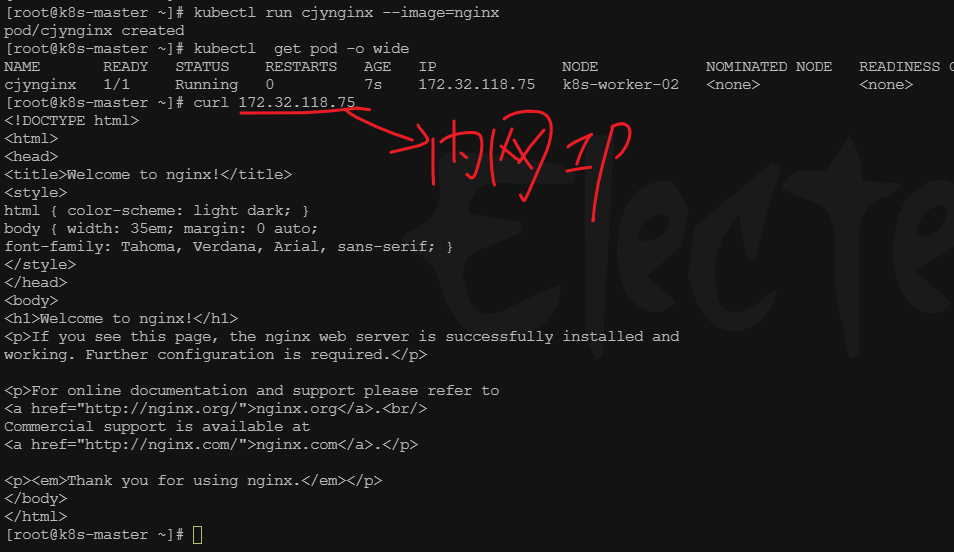 [root@k8s-master ~]# kubectl run cjynginx --image=nginx
pod/cjynginx created
[root@k8s-master ~]# kubectl  get pod -o wide
NAME       READY   STATUS    RESTARTS   AGE   IP              NODE            NOMINATED NODE   READINESS G
cjynginx   1/1     Running   0          7s    172.32.118.75   k8s-worker-02   <none>           <none>
[root@k8s-master ~]# curl 172.32.118.75
<!DOCTYPE html>
<html>
内网IP
<head>
<title>Welcome to nginx!</title>
<style>
html { color-scheme: light dark; }
body { width: 35em; margin: 0 auto;
font-family: Tahoma, Verdana, Arial, sans-serif; }
</style>
Electe
</head>
<body>
<h1>Welcome to nginx!</h1>
<p>If you see this page, the nginx web server is successfully installed and
working. Further configuration is required.</p>

<p>For online documentation and support please refer to
<a href="http://nginx.org/">nginx.org</a>.<br/>
Commercial support is available at
<a href="http://nginx.com/">nginx.com</a>.</p>

<p><em>Thank you for using nginx.</em></p>
</body>
</html>
[root@k8s-master ~]#